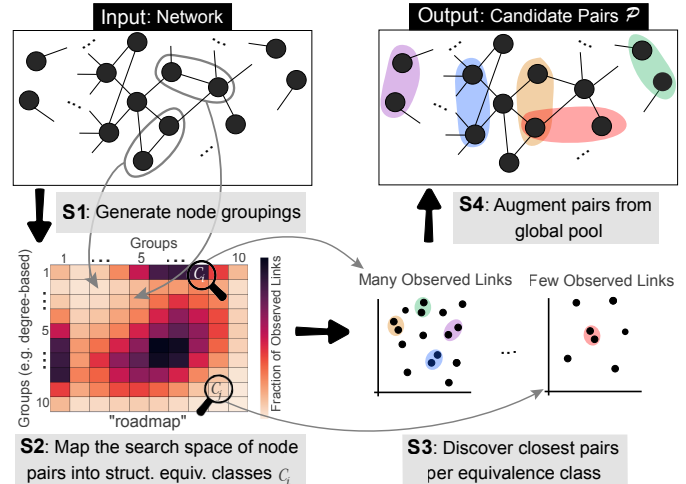 Input: Network
Output: Candidate Pairs 𝒫
S1: Generate node groupings
S4: Augment pairs from
global pool
Groups
1 ... 5 ... 10
Groups (e.g. degree-based)
1
...
5
...
10
C_i
C_j
"roadmap"
Fraction of Observed Links
Many Observed Links
Few Observed Links
...
S2: Map the search space of node
pairs into struct. equiv. classes C_i
S3: Discover closest pairs
per equivalence class